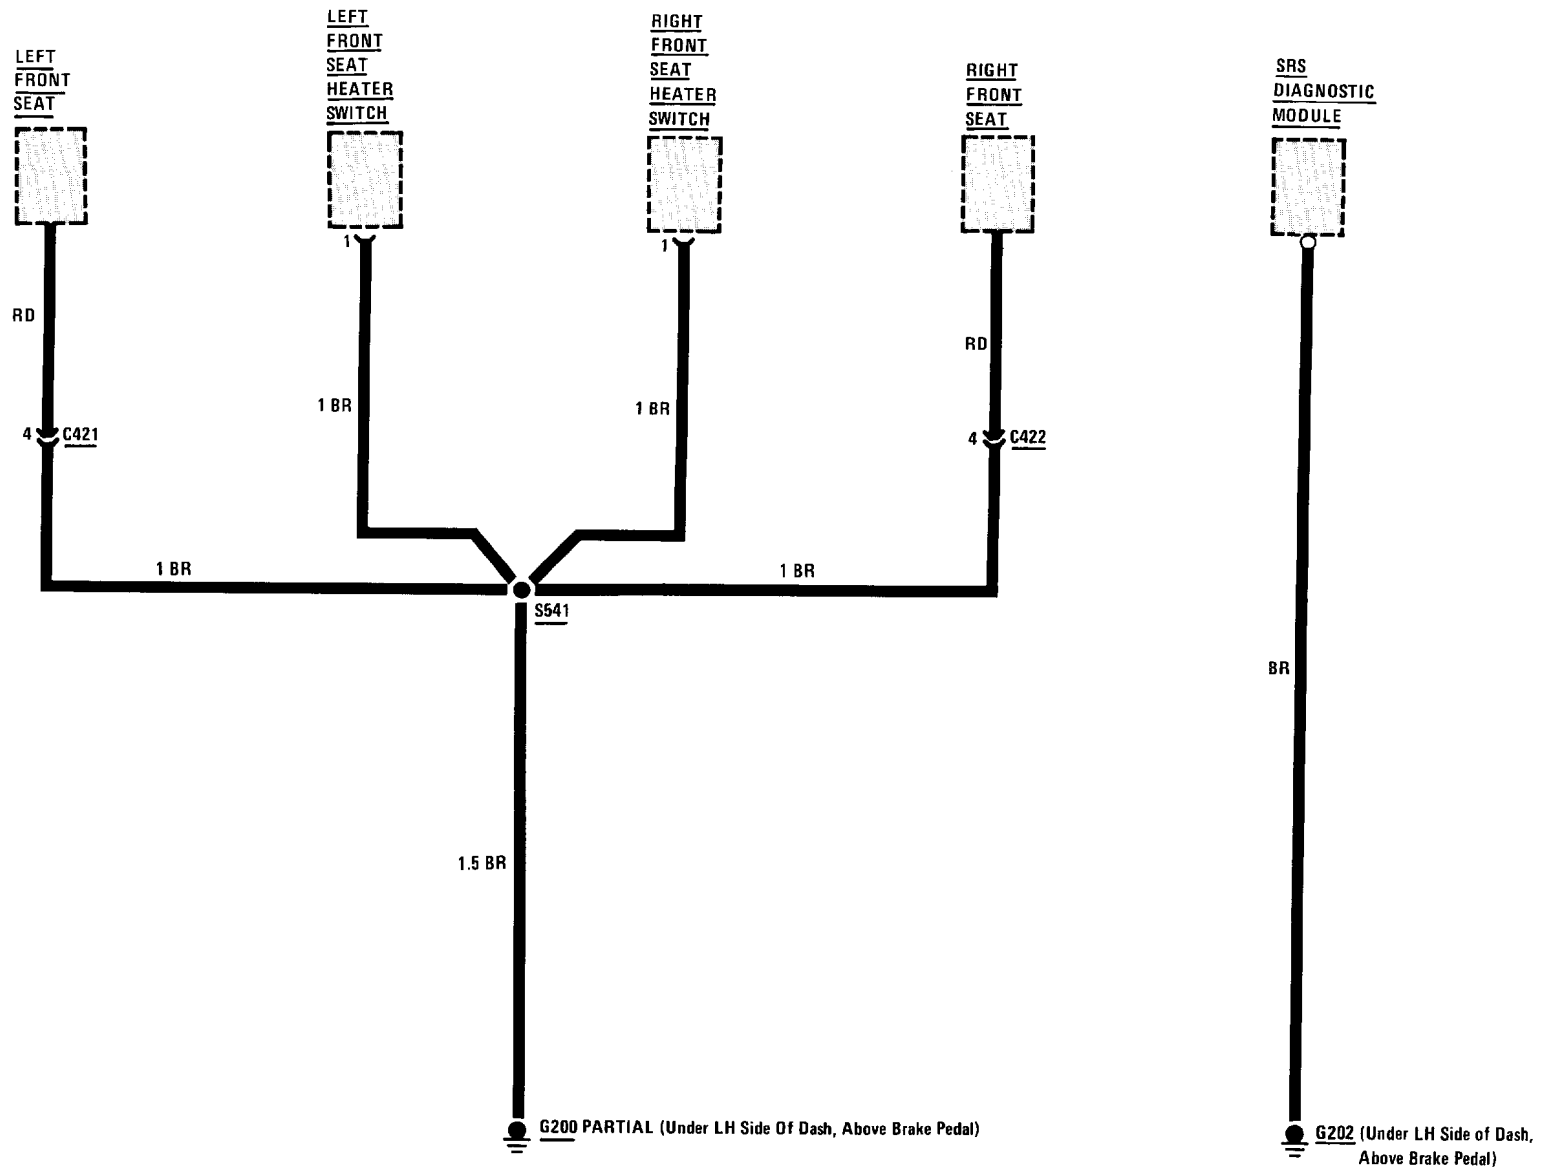 LEFT
FRONT
SEAT
LEFT
FRONT
SEAT
HEATER
SWITCH
RIGHT
FRONT
SEAT
HEATER
SWITCH
RIGHT
FRONT
SEAT
SRS
DIAGNOSTIC
MODULE
1
1
RD
RD
1 BR
1 BR
4 C421
4 C422
1 BR
1 BR
S541
BR
1.5 BR
G200 PARTIAL (Under LH Side Of Dash, Above Brake Pedal)
G202 (Under LH Side of Dash,
Above Brake Pedal)